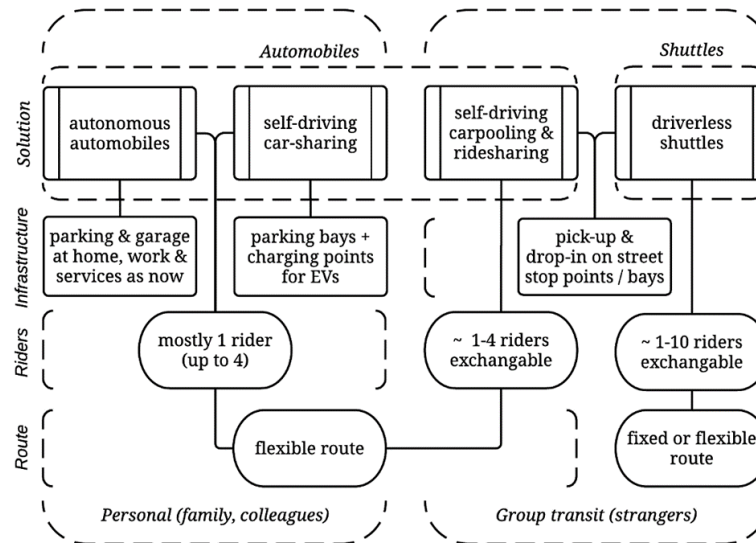 Automobiles
Shuttles
Solution
autonomous
automobiles
self-driving
car-sharing
self-driving
carpooling &
ridesharing
driverless
shuttles
Infrastructure
parking & garage
at home, work &
services as now
parking bays +
charging points
for EVs
pick-up &
drop-in on street
stop points / bays
Riders
mostly 1 rider
(up to 4)
~ 1-4 riders
exchangable
~ 1-10 riders
exchangable
Route
flexible route
fixed or flexible
route
Personal (family, colleagues)
Group transit (strangers)